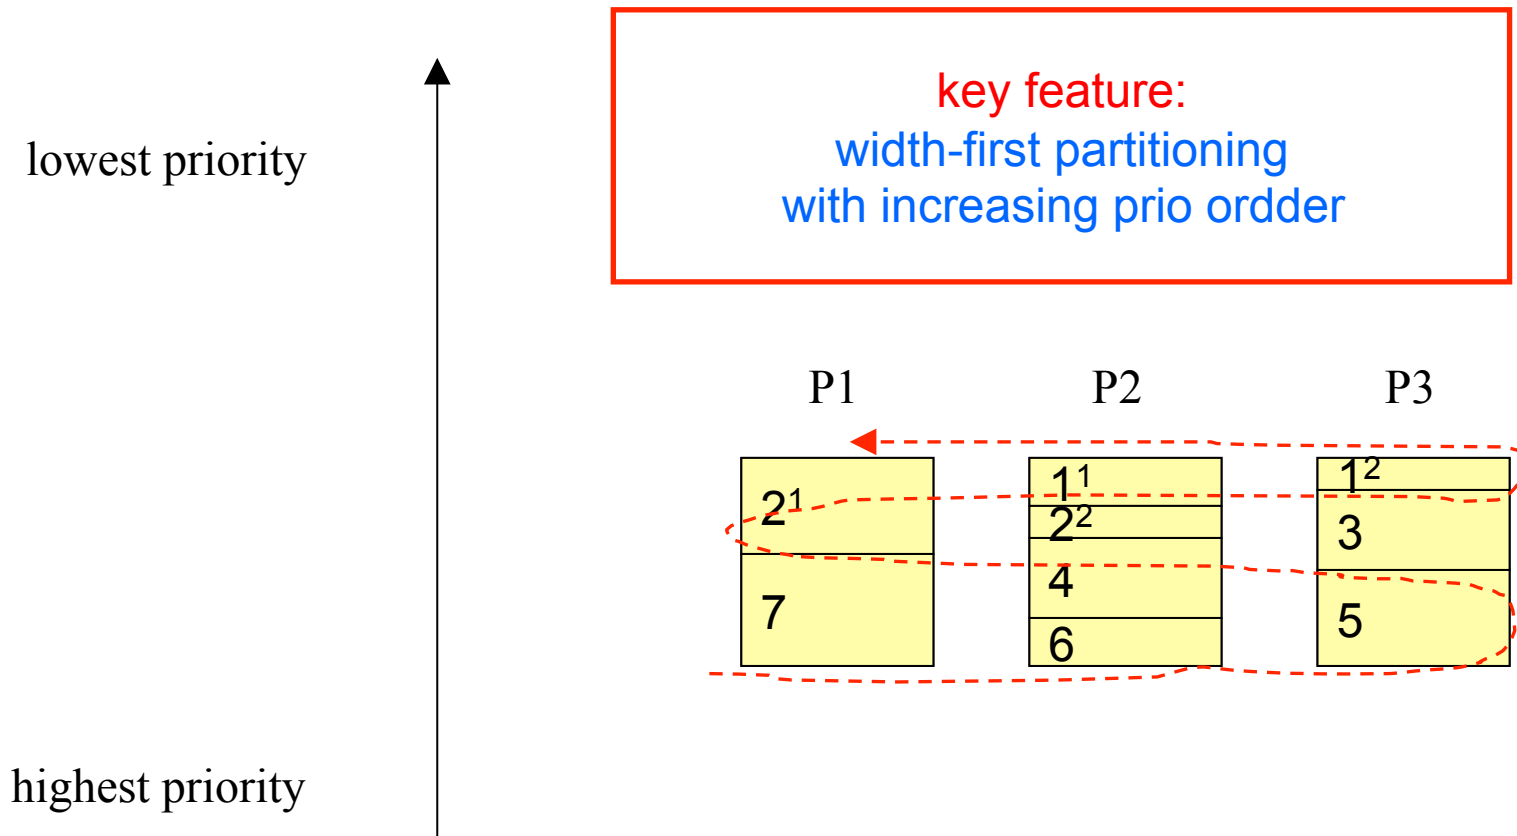 key feature:
width-first partitioning
with increasing prio ordder
lowest priority
P1 P2 P3
2¹ 1¹ 1²
2²
3
4
7 5
6
highest priority